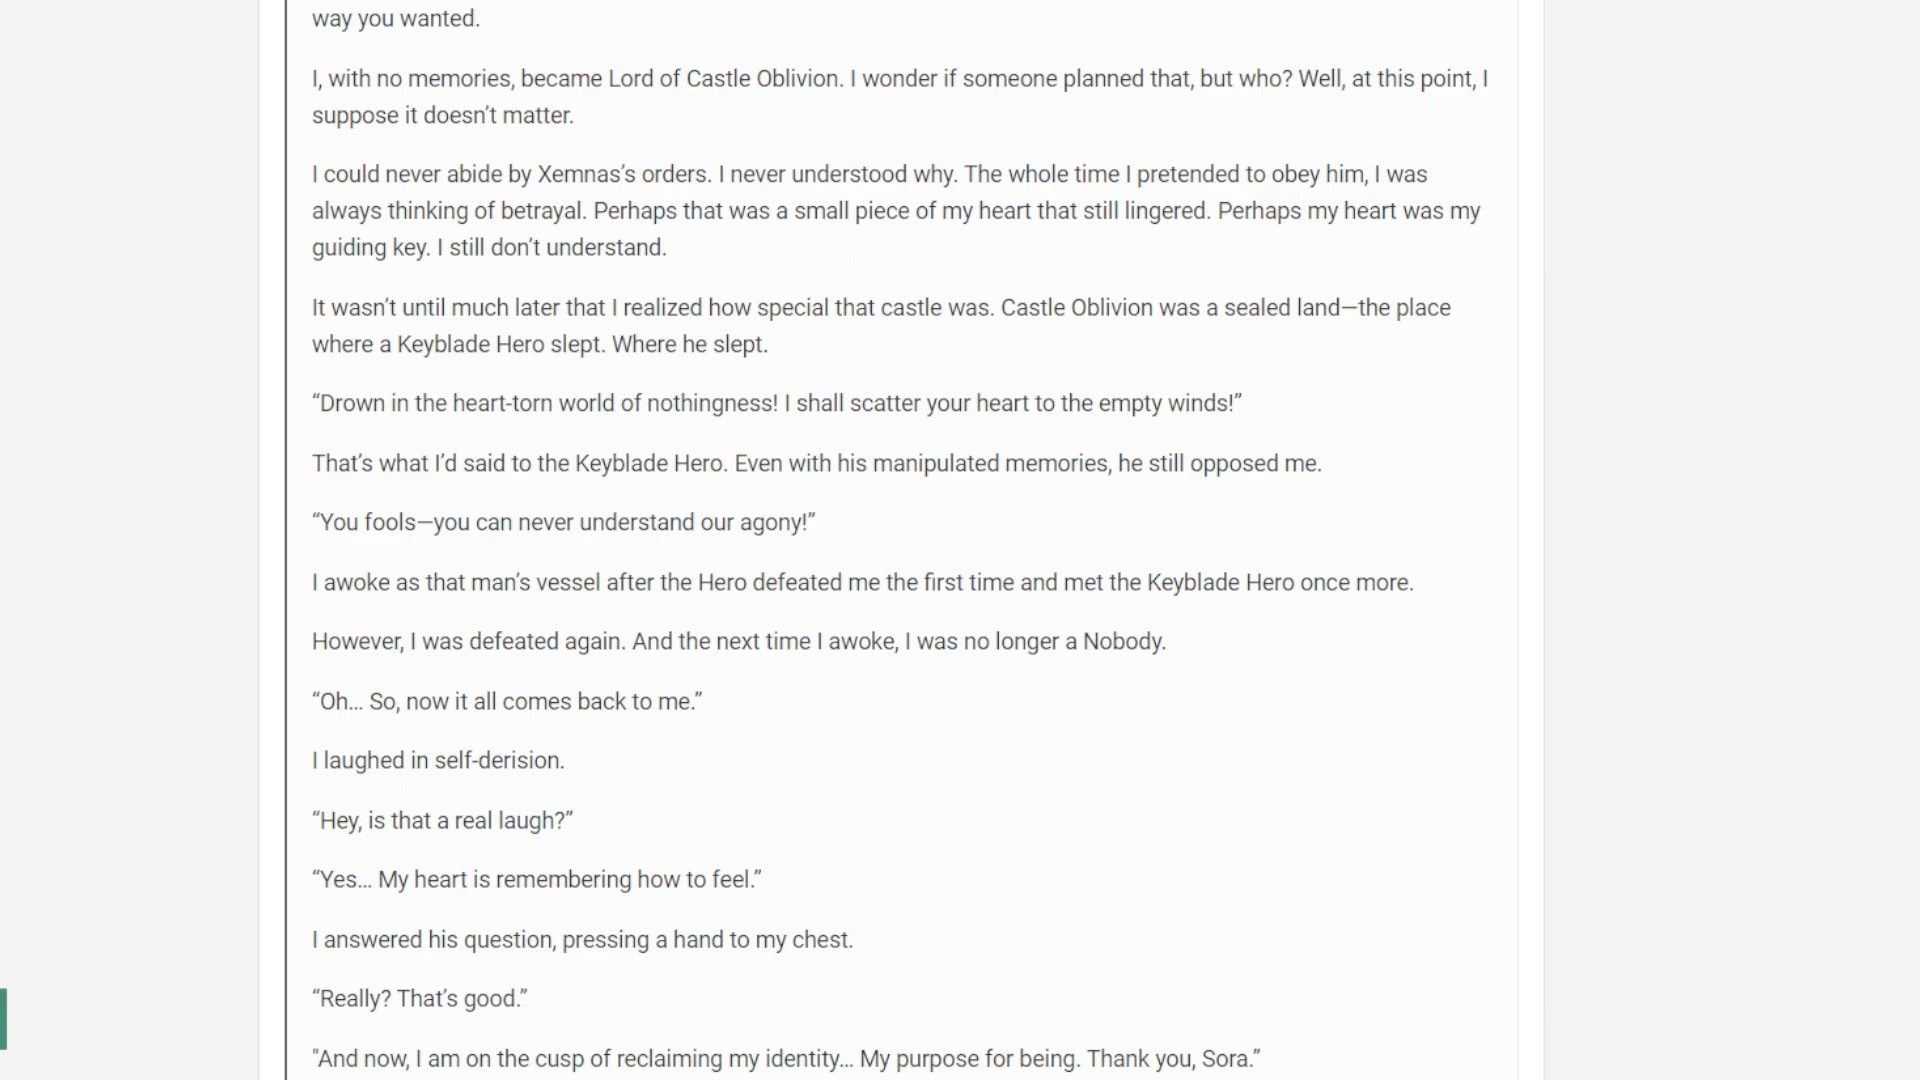 way you wanted.
I, with no memories, became Lord of Castle Oblivion. I wonder if someone planned that, but who? Well, at this point, I
suppose it doesn’t matter.
I could never abide by Xemnas’s orders. I never understood why. The whole time I pretended to obey him, I was
always thinking of betrayal. Perhaps that was a small piece of my heart that still lingered. Perhaps my heart was my
guiding key. I still don’t understand.
It wasn’t until much later that I realized how special that castle was. Castle Oblivion was a sealed land—the place
where a Keyblade Hero slept. Where he slept.
“Drown in the heart-torn world of nothingness! I shall scatter your heart to the empty winds!”
That’s what I’d said to the Keyblade Hero. Even with his manipulated memories, he still opposed me.
“You fools—you can never understand our agony!”
I awoke as that man’s vessel after the Hero defeated me the first time and met the Keyblade Hero once more.
However, I was defeated again. And the next time I awoke, I was no longer a Nobody.
“Oh… So, now it all comes back to me.”
I laughed in self-derision.
“Hey, is that a real laugh?”
“Yes… My heart is remembering how to feel.”
I answered his question, pressing a hand to my chest.
“Really? That’s good.”
"And now, I am on the cusp of reclaiming my identity… My purpose for being. Thank you, Sora.”